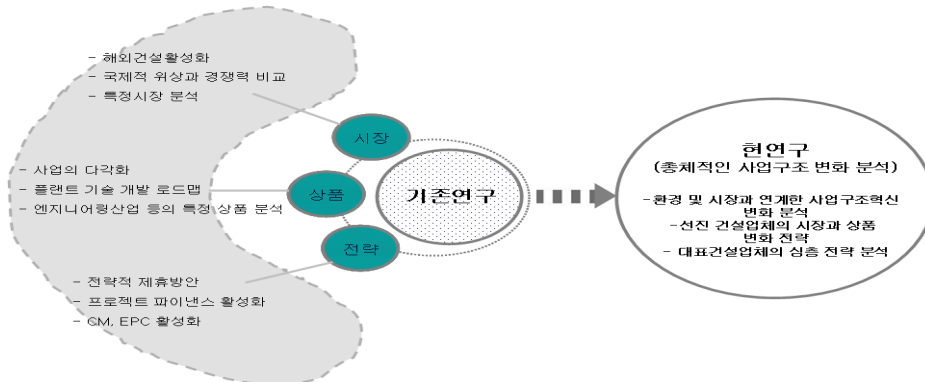 - 해외건설활성화
- 국제적 위상과 경쟁력 비교
- 특정시장 분석
시장
- 사업의 다각화
- 플랜트 기술 개발 로드맵
- 엔지니어링산업 등의 특정 상품 분석
상품
기존연구
전략
- 전략적 제휴방안
- 프로젝트 파이낸스 활성화
- CM, EPC 활성화
현연구
(총체적인 사업구조 변화 분석)
-환경 및 시장과 연계한 사업구조혁신
변화 분석
-선진 건설업체의 시장과 상품
변화 전략
- 대표건설업체의 심층 전략 분석